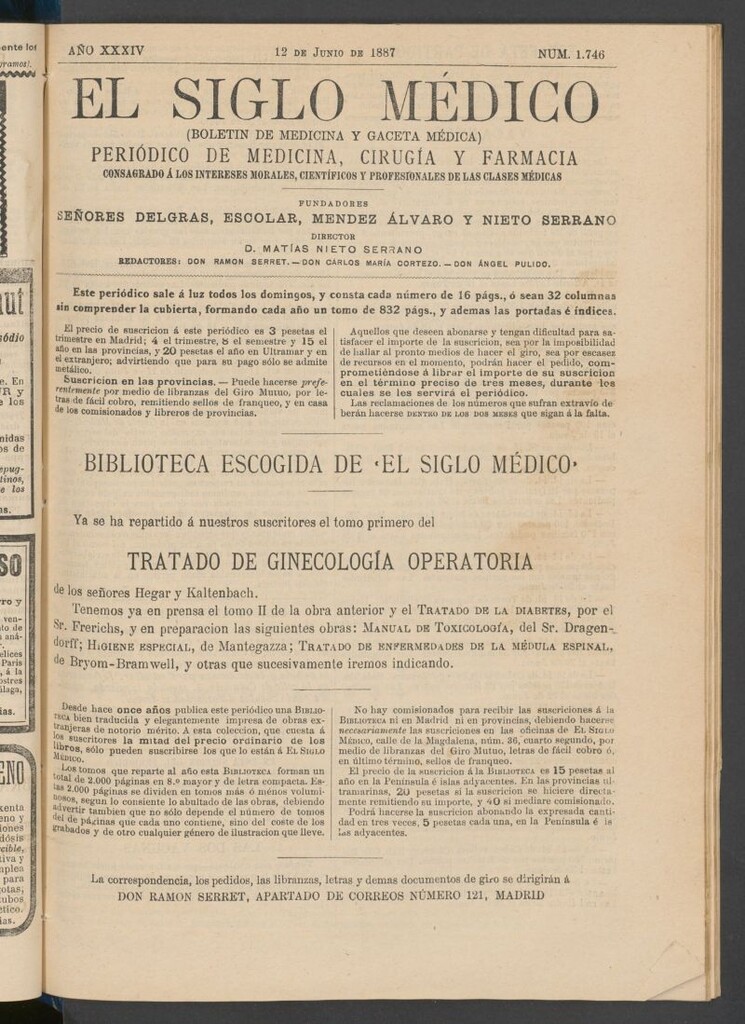 AÑO XXXIV 12 DE JUNIO DE 1887 NUM. 1.746
EL SIGLO MÉDICO
(BOLETIN DE MEDICINA Y GACETA MÉDICA)
PERIÓDICO DE MEDICINA, CIRUGÍA Y FARMACIA
CONSAGRADO Á LOS INTERESES MORALES, CIENTÍFICOS Y PROFESIONALES DE LAS CLASES MÉDICAS
FUNDADORES
SEÑORES DELGRAS, ESCOLAR, MENDEZ ÁLVARO Y NIETO SERRANO
DIRECTOR
D. MATÍAS NIETO SERRANO
REDACTORES: DON RAMON SERRET.—DON CÁRLOS MARÍA CORTEZO.—DON ÁNGEL PULIDO.
Este periódico sale á luz todos los domingos, y consta cada número de 16 págs., ó sean 32 columnas
sin comprender la cubierta, formando cada año un tomo de 832 págs., y ademas las portadas é índices.
El precio de suscricion á este periódico es 3 pesetas el
trimestre en Madrid; 4 el trimestre, 8 el semestre y 15 el
año en las provincias, y 20 pesetas el año en Ultramar y en
el extranjero; advirtiendo que para su pago sólo se admite
metálico.
Suscricion en las provincias. — Puede hacerse prefe-
rentemente por medio de libranzas del Giro Mutuo, por le-
tras de fácil cobro, remitiendo sellos de franqueo, y en casa
de los comisionados y libreros de provincias.
Aquellos que deseen abonarse y tengan dificultad para sa-
tisfacer el importe de la suscricion, sea por la imposibilidad
de hallar al pronto medios de hacer el giro, sea por escasez
de recursos en el momento, podrán hacer el pedido, com-
prometiéndose á librar el importe de su suscricion
en el término preciso de tres meses, durante los
cuales se les servirá el periódico.
Las reclamaciones de los números que sufran extravío de-
berán hacerse DENTRO DE LOS DOS MESES que sigan á la falta.
BIBLIOTECA ESCOGIDA DE «EL SIGLO MÉDICO»
Ya se ha repartido á nuestros suscritores el tomo primero del
TRATADO DE GINECOLOGÍA OPERATORIA
de los señores Hegar y Kaltenbach.
Tenemos ya en prensa el tomo II de la obra anterior y el TRATADO DE LA DIABETES, por el
Sr. Frerichs, y en preparacion las siguientes obras: MANUAL DE TOXICOLOGÍA, del Sr. Dragen-
dorff; HIGIENE ESPECIAL, de Mantegazza; TRATADO DE ENFERMEDADES DE LA MÉDULA ESPINAL,
de Bryom-Bramwell, y otras que sucesivamente iremos indicando.
Desde hace once años publica este periódico una BIBLIO-
TECA bien traducida y elegantemente impresa de obras ex-
tranjeras de notorio mérito. A esta coleccion, que cuesta á
los suscritores la mitad del precio ordinario de los
libros, sólo pueden suscribirse los que lo están á EL SIGLO
MÉDICO.
Los tomos que reparte al año esta BIBLIOTECA forman un
total de 2.000 páginas en 8.º mayor y de letra compacta. Es-
tas 2.000 páginas se dividen en tomos más ó ménos volumi-
nosos, segun lo consiente lo abultado de las obras, debiendo
advertir tambien que no sólo depende el número de tomos
del de páginas que cada uno contiene, sino del coste de los
grabados y de otro cualquier género de ilustracion que lleve.
No hay comisionados para recibir las suscriciones á la
BIBLIOTECA ni en Madrid ni en provincias, debiendo hacerse
necesariamente las suscriciones en las oficinas de EL SIGLO
MÉDICO, calle de la Magdalena, núm. 36, cuarto segundo, por
medio de libranzas del Giro Mutuo, letras de fácil cobro ó,
en último término, sellos de franqueo.
El precio de la suscricion á la BIBLIOTECA es 15 pesetas al
año en la Península é islas adyacentes. En las provincias ul-
tramarinas, 20 pesetas si la suscricion se hiciere directa-
mente remitiendo su importe, y 40 si mediare comisionado.
Podrá hacerse la suscricion abonando la expresada canti-
dad en tres veces, 5 pesetas cada una, en la Península é is-
las adyacentes.
La correspondencia, los pedidos, las libranzas, letras y demas documentos de giro se dirigirán á
DON RAMON SERRET, APARTADO DE CORREOS NÚMERO 121, MADRID